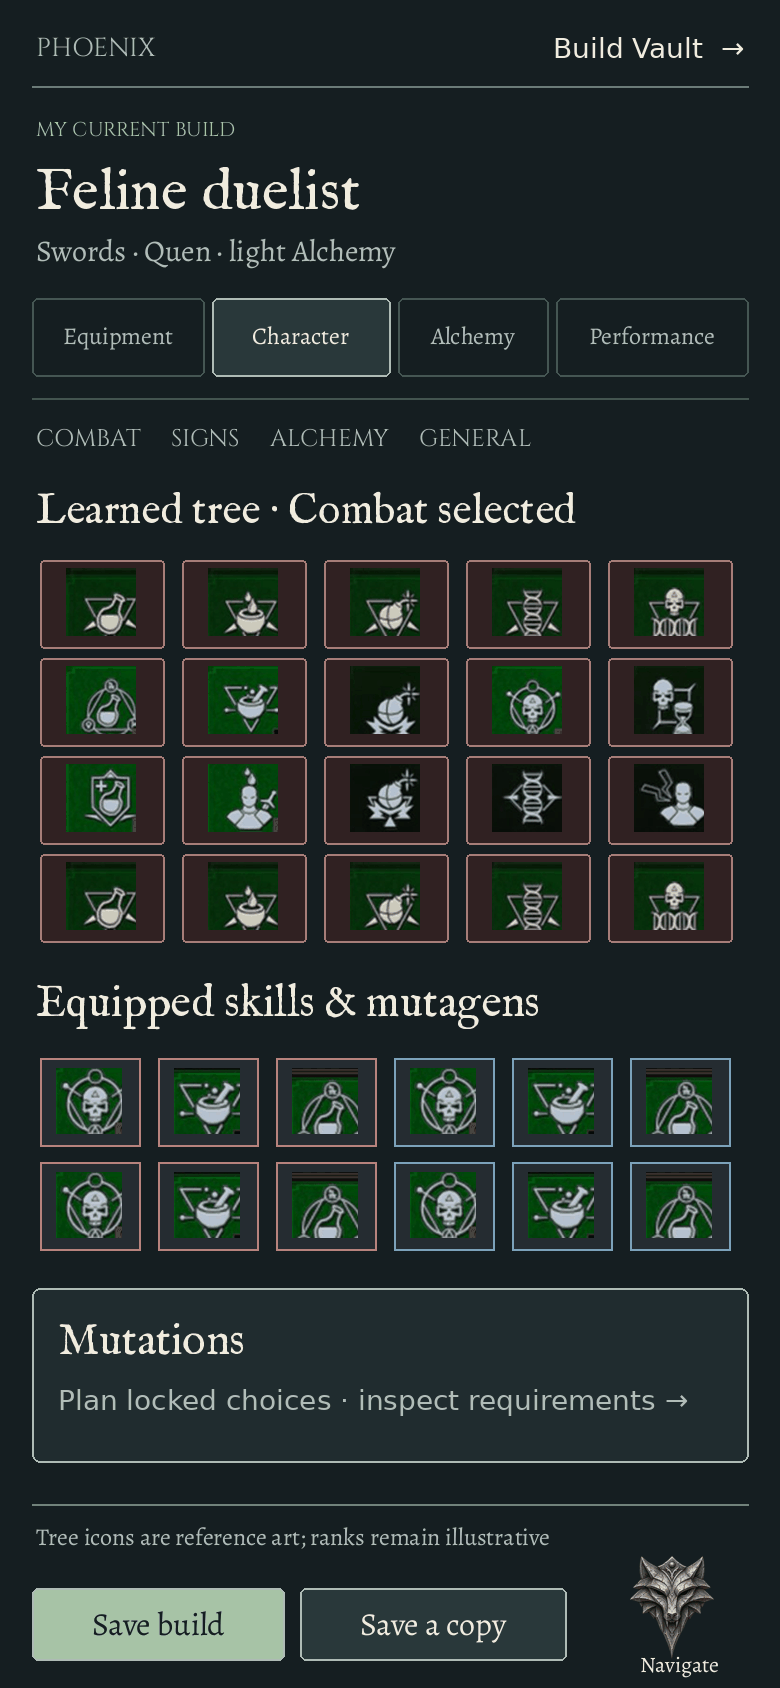 PHOENIX
Build Vault →
MY CURRENT BUILD
Feline duelist
Swords · Quen · light Alchemy
Equipment
Character
Alchemy
Performance
COMBAT SIGNS ALCHEMY GENERAL
Learned tree · Combat selected
Equipped skills & mutagens
Mutations
Plan locked choices · inspect requirements →
Tree icons are reference art; ranks remain illustrative
Save build
Save a copy
Navigate